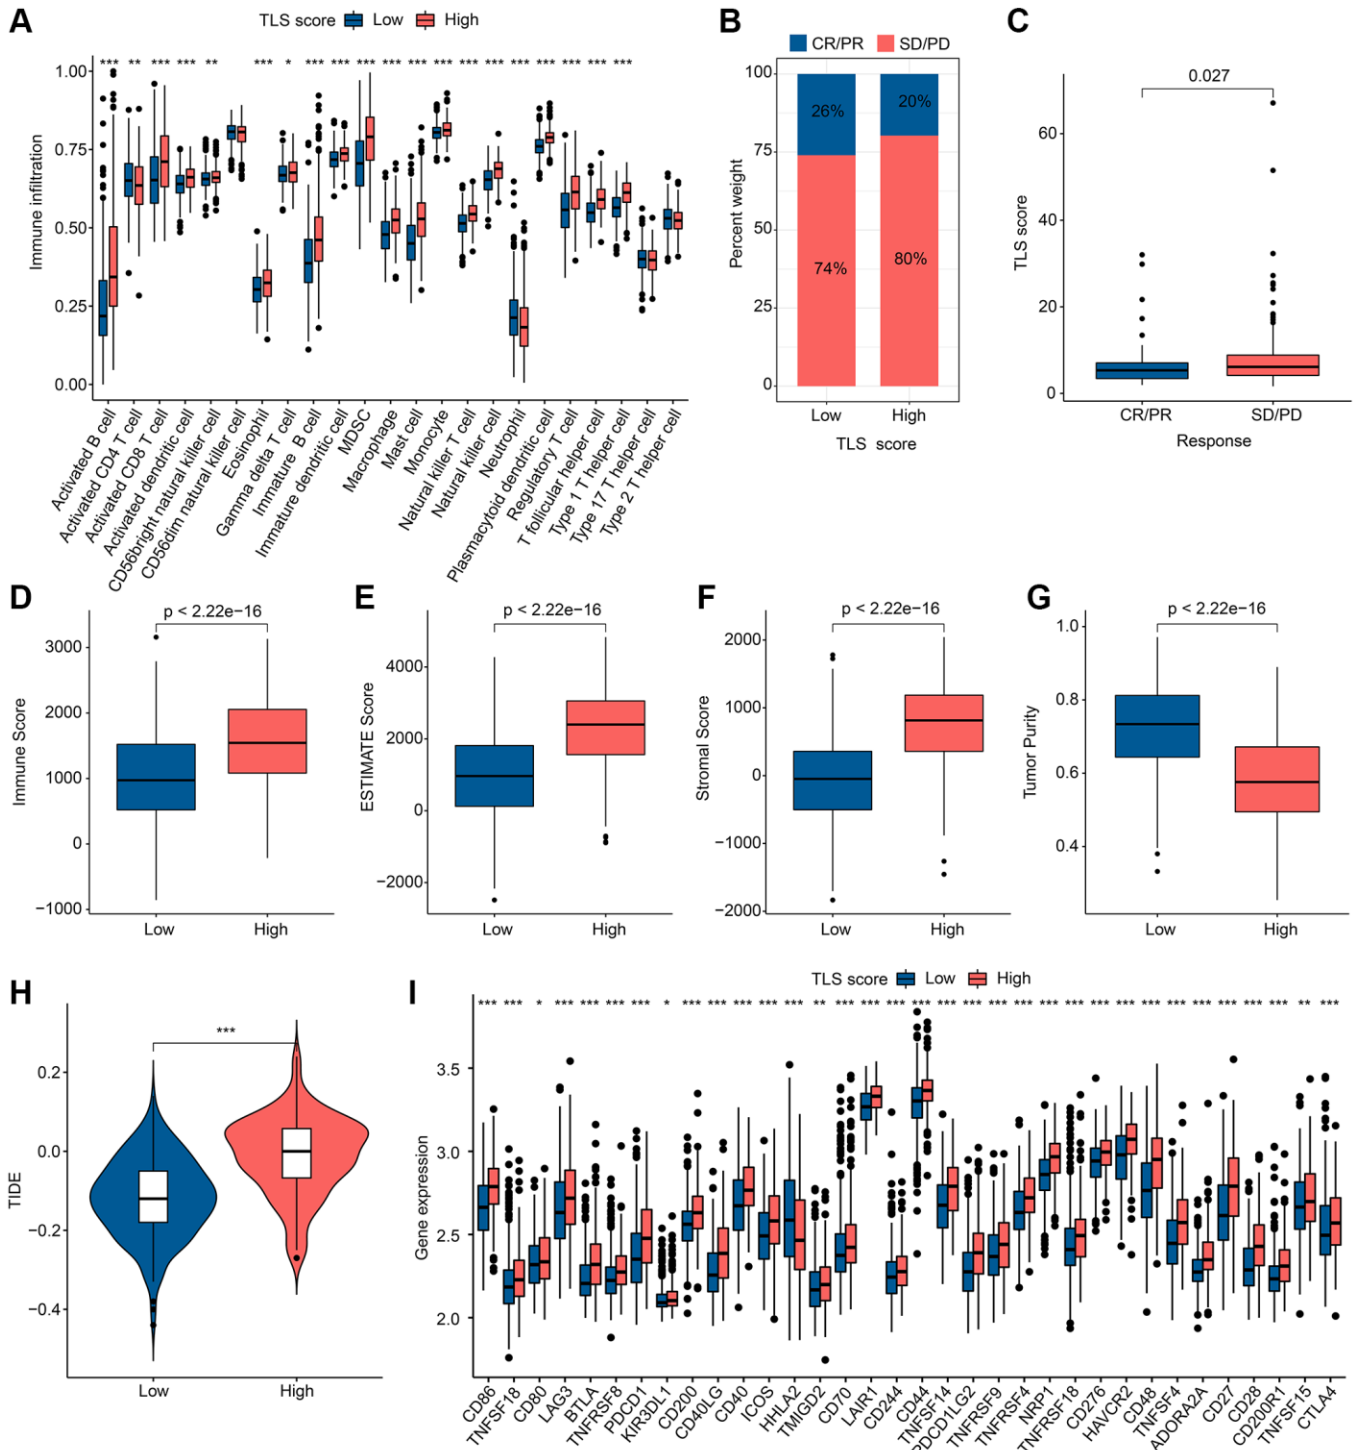 A
TLS score Low High
*** ** *** *** ** *** * *** *** *** *** *** *** *** *** *** *** *** *** ***
Immune infiltration
1.00
0.75
0.50
0.25
0.00
Activated B cell
Activated CD4 T cell
Activated CD8 T cell
Activated dendritic cell
CD56bright natural killer cell
CD56dim natural killer cell
Eosinophil
Gamma delta T cell
Immature B cell
Immature dendritic cell
MDSC
Macrophage
Mast cell
Monocyte
Natural killer T cell
Natural killer cell
Neutrophil
Plasmacytoid dendritic cell
Regulatory T cell
T follicular helper cell
Type 1 T helper cell
Type 17 T helper cell
Type 2 T helper cell
B
CR/PR SD/PD
Percent weight
100
75
50
25
0
26%
20%
74%
80%
Low High
TLS score
C
0.027
TLS score
60
40
20
0
CR/PR SD/PD
Response
D
p < 2.22e−16
Immune Score
3000
2000
1000
0
−1000
Low High
E
p < 2.22e−16
ESTIMATE Score
4000
2000
0
−2000
Low High
F
p < 2.22e−16
Stromal Score
2000
1000
0
−1000
−2000
Low High
G
p < 2.22e−16
Tumor Purity
1.0
0.8
0.6
0.4
Low High
H
***
TIDE
0.2
0.0
−0.2
−0.4
Low High
I
TLS score Low High
*** *** * *** *** *** *** * *** *** *** *** *** ** *** *** *** *** *** *** *** *** *** *** *** *** *** *** *** *** *** *** ** ***
Gene expression
3.5
3.0
2.5
2.0
CD86
TNFSF18
CD80
LAG3
BTLA
TNFRSF8
PDCD1
KIR3DL1
CD200
CD40LG
CD40
ICOS
HHLA2
TMIGD2
CD70
LAIR1
CD244
CD44
TNFSF14
PDCD1LG2
TNFRSF9
TNFRSF4
NRP1
TNFRSF18
CD276
HAVCR2
CD48
TNFSF4
ADORA2A
CD27
CD28
CD200R1
TNFSF15
CTLA4